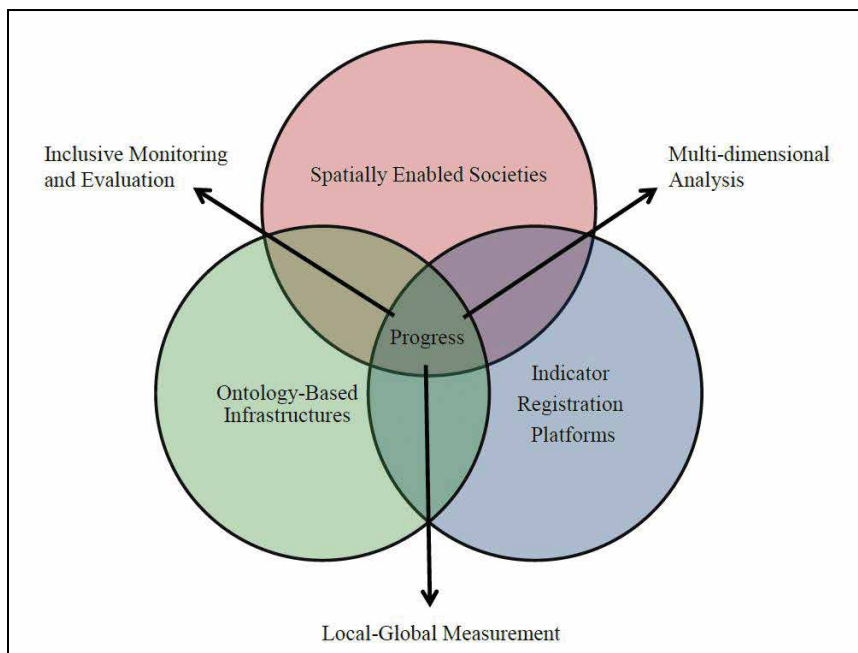 Inclusive Monitoring
and Evaluation
Spatially Enabled Societies
Multi-dimensional
Analysis
Progress
Ontology-Based
Infrastructures
Indicator
Registration
Platforms
Local-Global Measurement